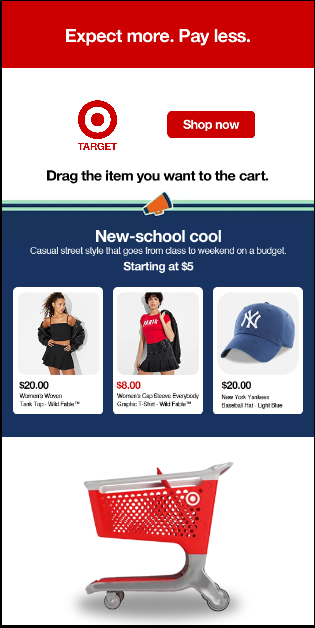 Expect more. Pay less.
TARGET
Shop now
Drag the item you want to the cart.
New-school cool
Casual street style that goes from class to weekend on a budget.
Starting at $5
PARIS
$20.00
Women's Woven
Tank Top - Wild Fable™
$8.00
Women's Cap Sleeve Everybody
Graphic T-Shirt - Wild Fable™
$20.00
New York Yankees
Baseball Hat - Light Blue